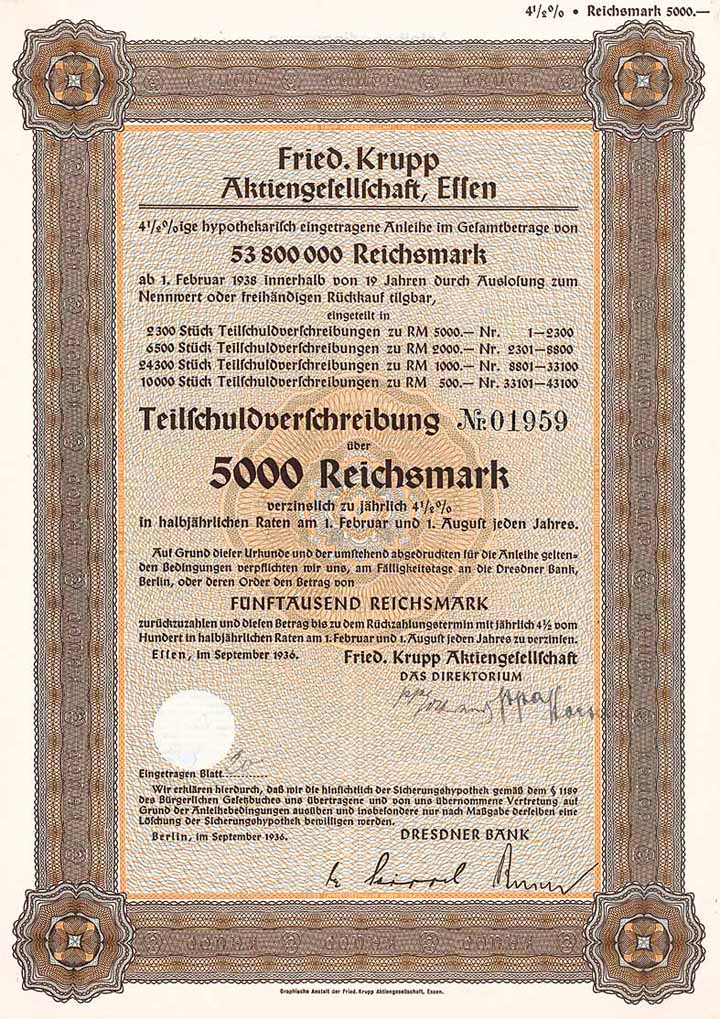 4½% • Reichsmark 5000.—
KRUPP KRUPP KRUPP
Fried. Krupp
Aktiengesellschaft, Essen
4½%ige hypothekarisch eingetragene Anleihe im Gesamtbetrage von
53 800 000 Reichsmark
ab 1. Februar 1938 innerhalb von 19 Jahren durch Auslosung zum
Nennwert oder freihändigen Rückkauf tilgbar,
eingeteilt in
2300 Stück Teilschuldverschreibungen zu RM 5000.— Nr. 1—2300
6500 Stück Teilschuldverschreibungen zu RM 2000.— Nr. 2301—8800
24300 Stück Teilschuldverschreibungen zu RM 1000.— Nr. 8801—33100
10000 Stück Teilschuldverschreibungen zu RM 500.— Nr. 33101—43100
Teilschuldverschreibung Nr. 01959
über
5000 Reichsmark
verzinslich zu jährlich 4½%
in halbjährlichen Raten am 1. Februar und 1. August jeden Jahres.
Auf Grund dieser Urkunde und der umstehend abgedruckten für die Anleihe gelten-
den Bedingungen verpflichten wir uns, am Fälligkeitstage an die Dresdner Bank,
Berlin, oder deren Order den Betrag von
FÜNFTAUSEND REICHSMARK
zurückzuzahlen und diesen Betrag bis zu dem Rückzahlungstermin mit jährlich 4½ vom
Hundert in halbjährlichen Raten am 1. Februar und 1. August jeden Jahres zu verzinsen.
Essen, im September 1936. Fried. Krupp Aktiengesellschaft
DAS DIREKTORIUM
Eingetragen Blatt............
Wir erklären hierdurch, daß wir die hinsichtlich der Sicherungshypothek gemäß dem § 1189
des Bürgerlichen Gesetzbuches uns übertragene und von uns übernommene Vertretung auf
Grund der Anleihebedingungen ausüben und insbesondere nur nach Maßgabe derselben eine
Löschung der Sicherungshypothek bewilligen werden.
Berlin, im September 1936. DRESDNER BANK
KRUPP KRUPP KRUPP
Graphische Anstalt der Fried. Krupp Aktiengesellschaft, Essen.